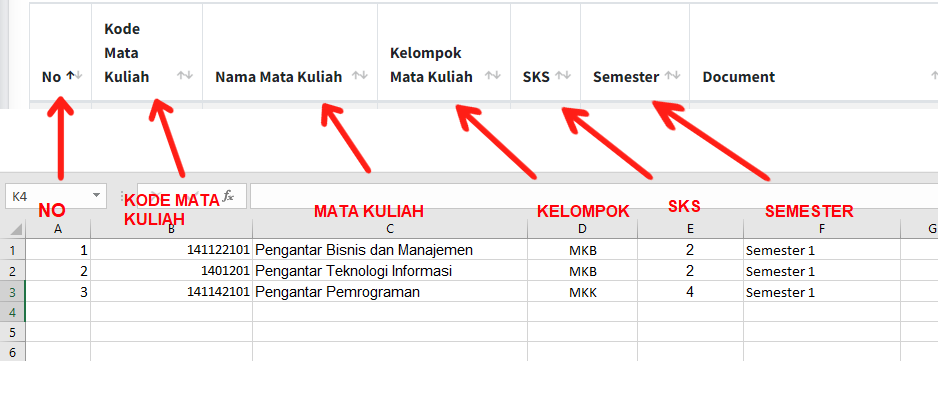 Kode
Mata
Kuliah
Kelompok
Mata Kuliah
No
Nama Mata Kuliah
SKS
Semester
Document
K4
fx
NO
KODE MATA
KULIAH
MATA KULIAH
KELOMPOK
SKS
SEMESTER
A B C D E F G
1 1 141122101 Pengantar Bisnis dan Manajemen MKB 2 Semester 1
2 2 1401201 Pengantar Teknologi Informasi MKB 2 Semester 1
3 3 141142101 Pengantar Pemrograman MKK 4 Semester 1
4
5
6